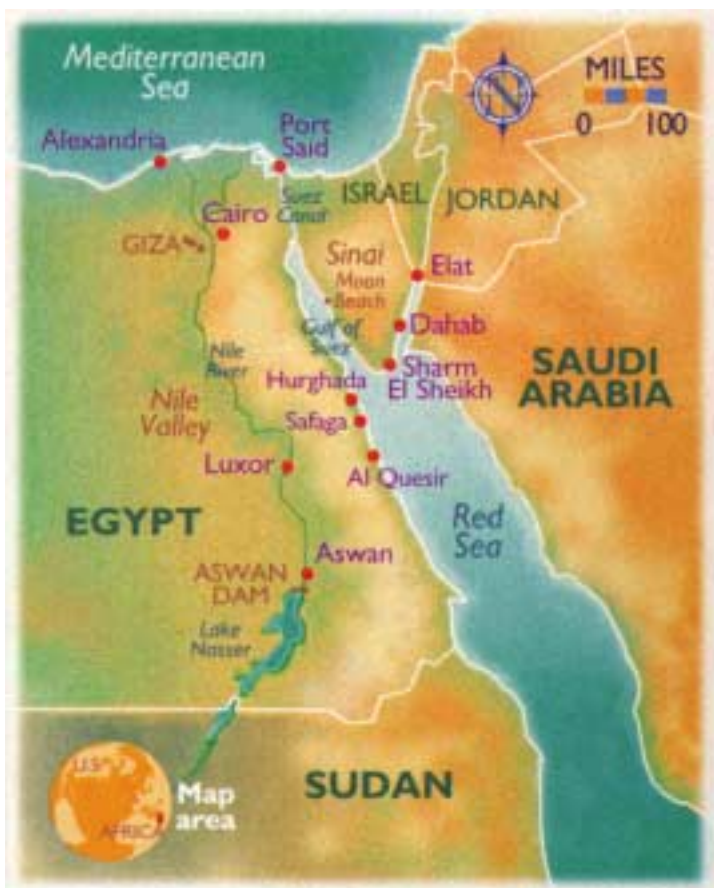 Mediterranean
Sea
MILES
0 100
N
Alexandria
Port
Said
Suez
Canal
ISRAEL
JORDAN
Cairo
GIZA
Sinai
Moon
Beach
Elat
Gulf of
Suez
Dahab
Nile
River
Sharm
El Sheikh
SAUDI
ARABIA
Hurghada
Nile
Valley
Safaga
Luxor
Al Quesir
EGYPT
Red
Sea
Aswan
ASWAN
DAM
Lake
Nasser
SUDAN
U.S.
Map
area
AFRICA